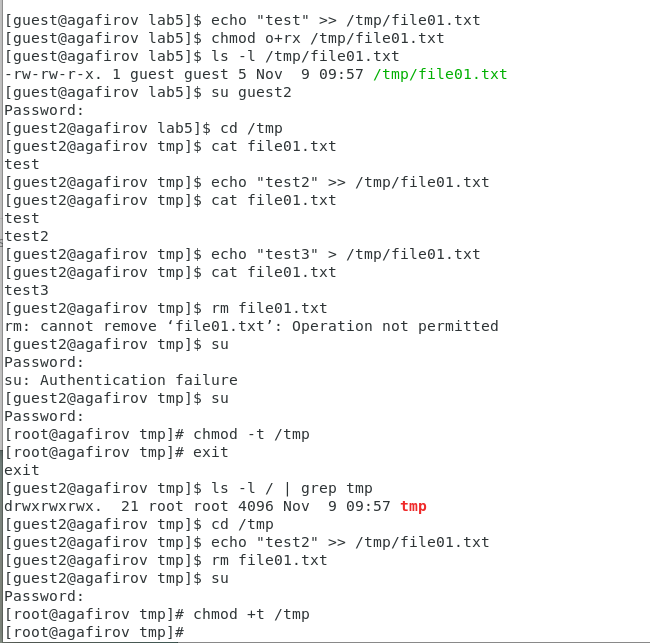 [guest@agafirov lab5]$ echo "test" >> /tmp/file01.txt
[guest@agafirov lab5]$ chmod o+rx /tmp/file01.txt
[guest@agafirov lab5]$ ls -l /tmp/file01.txt
-rw-rw-r-x. 1 guest guest 5 Nov  9 09:57 /tmp/file01.txt
[guest@agafirov lab5]$ su guest2
Password:
[guest2@agafirov lab5]$ cd /tmp
[guest2@agafirov tmp]$ cat file01.txt
test
[guest2@agafirov tmp]$ echo "test2" >> /tmp/file01.txt
[guest2@agafirov tmp]$ cat file01.txt
test
test2
[guest2@agafirov tmp]$ echo "test3" > /tmp/file01.txt
[guest2@agafirov tmp]$ cat file01.txt
test3
[guest2@agafirov tmp]$ rm file01.txt
rm: cannot remove ‘file01.txt’: Operation not permitted
[guest2@agafirov tmp]$ su
Password:
su: Authentication failure
[guest2@agafirov tmp]$ su
Password:
[root@agafirov tmp]# chmod -t /tmp
[root@agafirov tmp]# exit
exit
[guest2@agafirov tmp]$ ls -l / | grep tmp
drwxrwxrwx.  21 root root 4096 Nov  9 09:57 tmp
[guest2@agafirov tmp]$ cd /tmp
[guest2@agafirov tmp]$ echo "test2" >> /tmp/file01.txt
[guest2@agafirov tmp]$ rm file01.txt
[guest2@agafirov tmp]$ su
Password:
[root@agafirov tmp]# chmod +t /tmp
[root@agafirov tmp]#